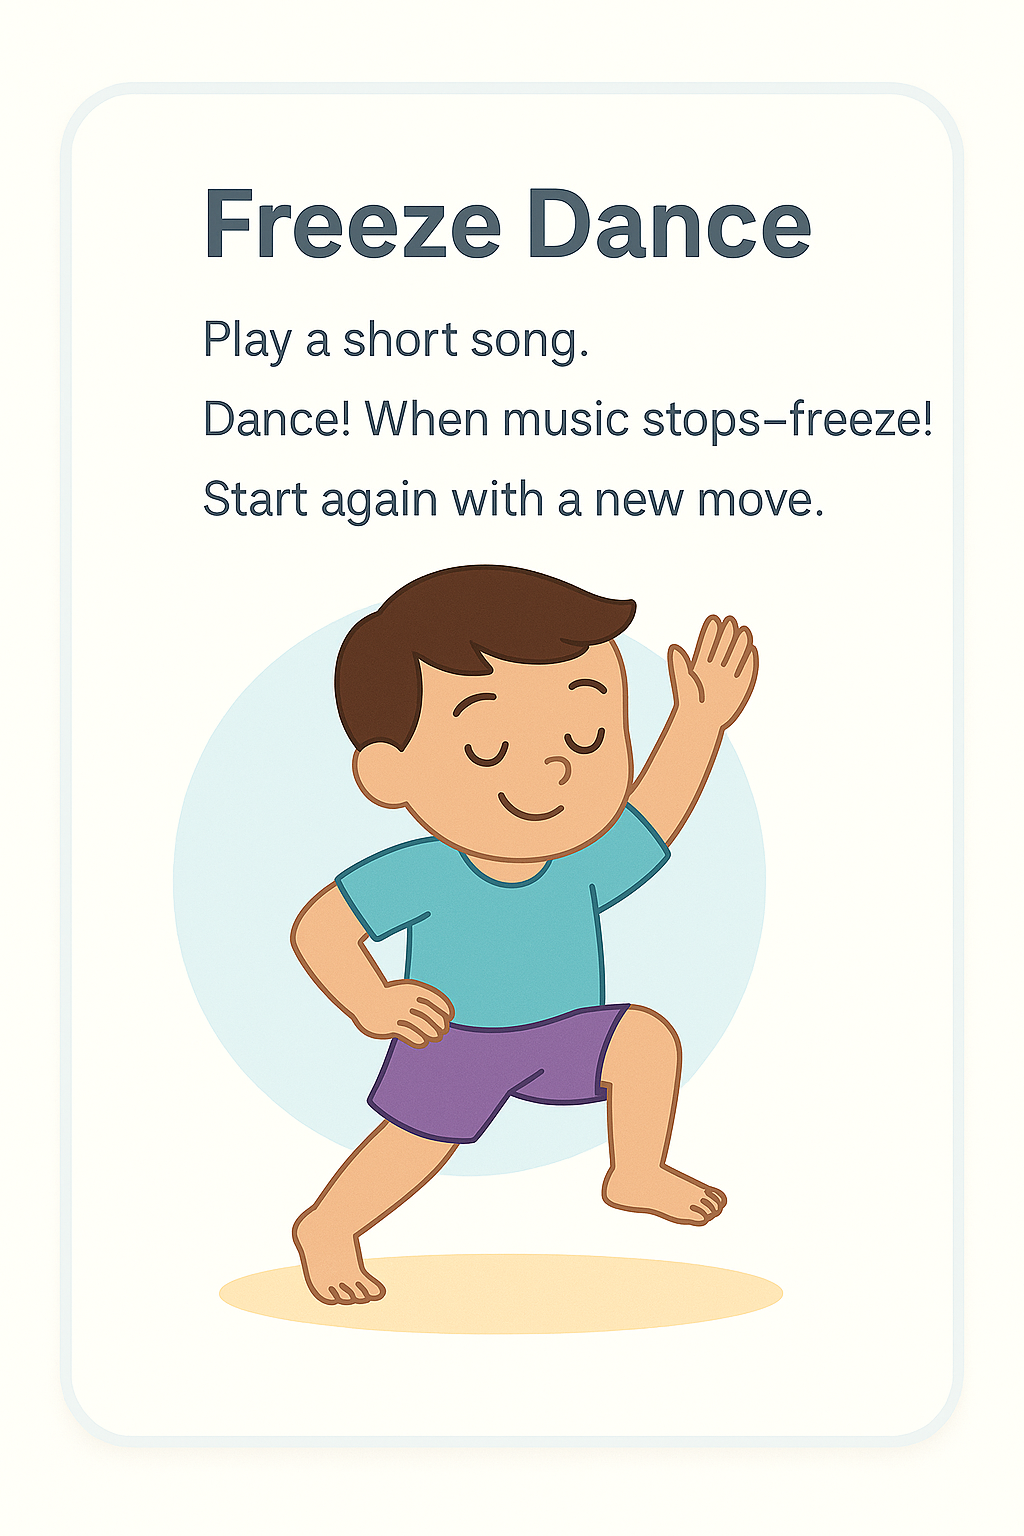 Freeze Dance
Play a short song.
Dance! When music stops–freeze!
Start again with a new move.